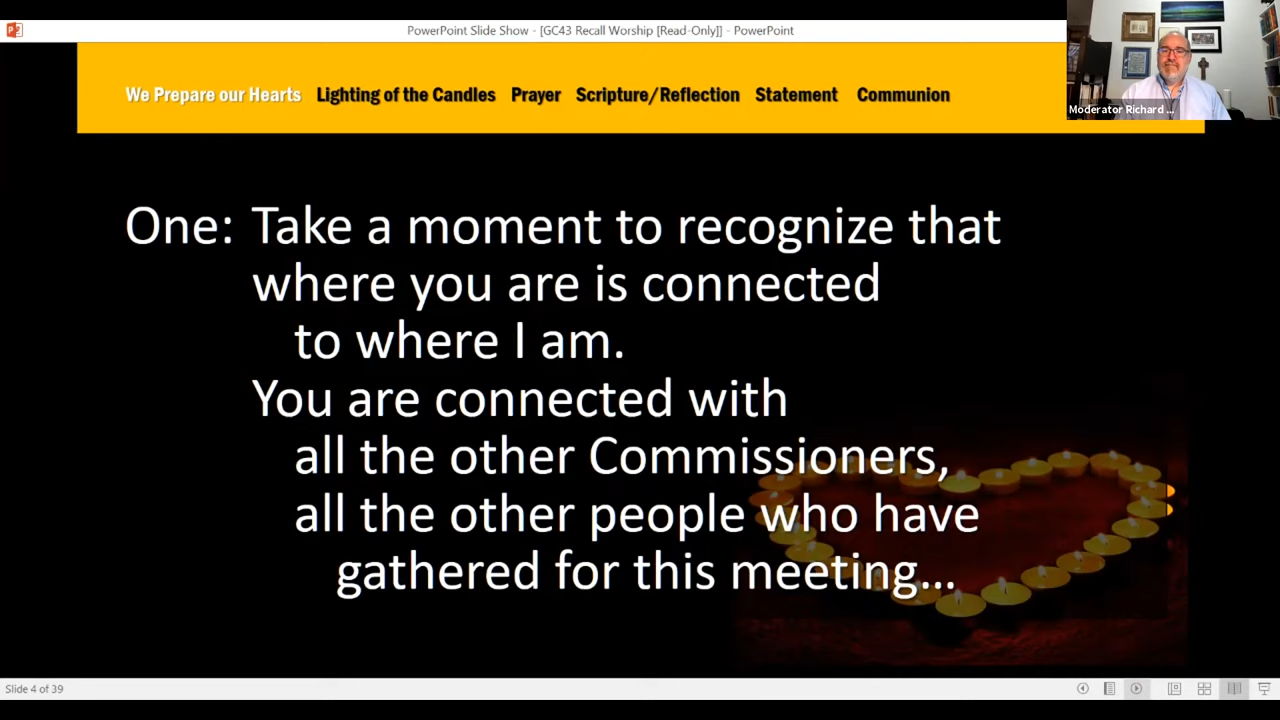 PowerPoint Slide Show - [GC43 Recall Worship [Read-Only]] - PowerPoint
We Prepare our Hearts Lighting of the Candles Prayer Scripture/Reflection Statement Communion
Moderator Richard ...
One: Take a moment to recognize that
where you are is connected
to where I am.
You are connected with
all the other Commissioners,
all the other people who have
gathered for this meeting...
Slide 4 of 39